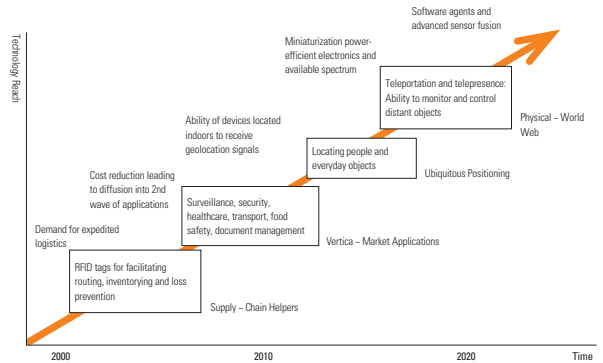 Software agents and
advanced sensor fusion
Miniaturization power-
efficient electronics and
available spectrum
Technology Reach
Teleportation and telepresence:
Ability to monitor and control
distant objects
Physical – World
Web
Ability of devices located
indoors to receive
geolocation signals
Locating people and
everyday objects
Ubiquitous Positioning
Cost reduction leading
to diffusion into 2nd
wave of applications
Surveillance, security,
healthcare, transport, food
safety, document management
Vertica – Market Applications
Demand for expedited
logistics
RFID tags for facilitating
routing, inventorying and loss
prevention
Supply – Chain Helpers
2000
2010
2020
Time